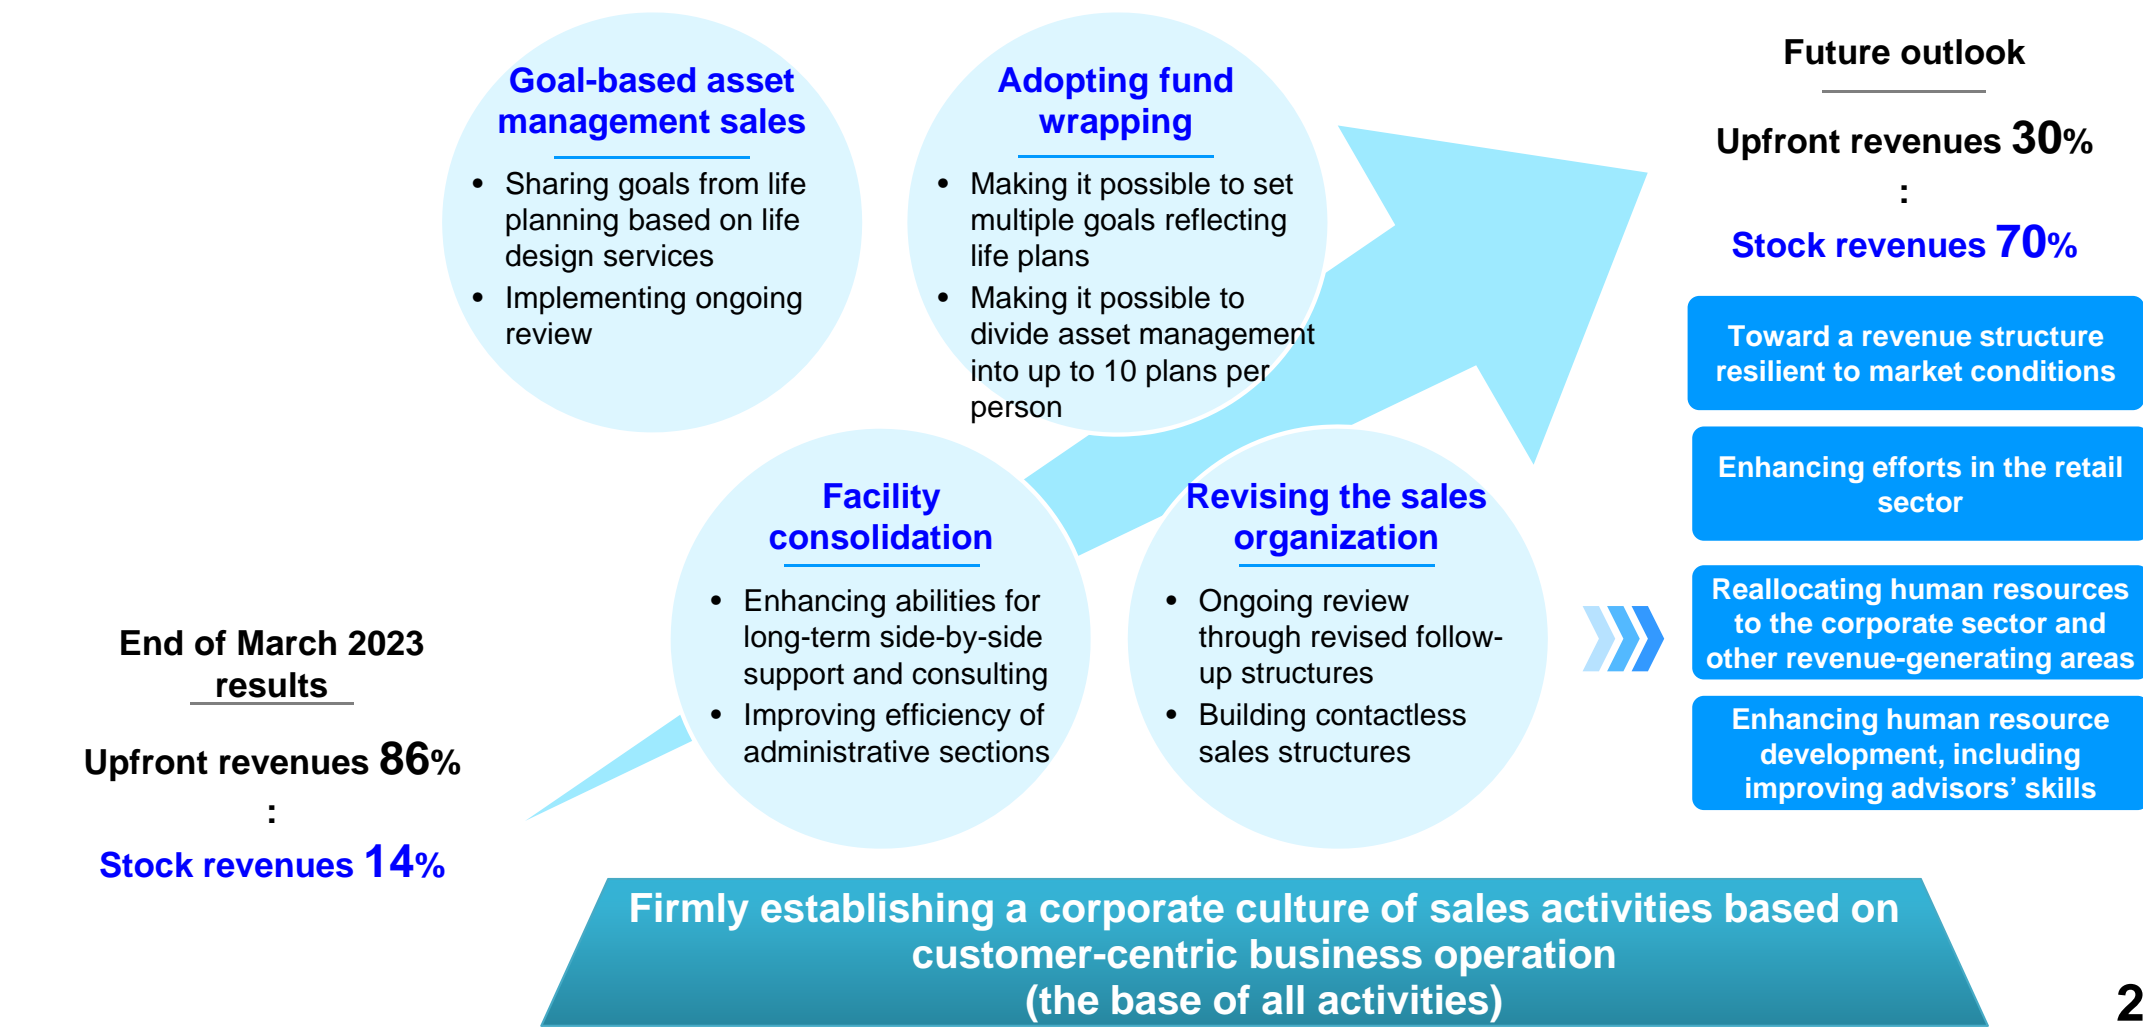 Goal-based asset
management sales
• Sharing goals from life
planning based on life
design services
• Implementing ongoing
review
Adopting fund
wrapping
• Making it possible to set
multiple goals reflecting
life plans
• Making it possible to
divide asset management
into up to 10 plans per
person
Facility
consolidation
• Enhancing abilities for
long-term side-by-side
support and consulting
• Improving efficiency of
administrative sections
Revising the sales
organization
• Ongoing review
through revised follow-
up structures
• Building contactless
sales structures
End of March 2023
results
Upfront revenues 86%
:
Stock revenues 14%
Future outlook
Upfront revenues 30%
:
Stock revenues 70%
Toward a revenue structure
resilient to market conditions
Enhancing efforts in the retail
sector
Reallocating human resources
to the corporate sector and
other revenue-generating areas
Enhancing human resource
development, including
improving advisors’ skills
Firmly establishing a corporate culture of sales activities based on
customer-centric business operation
(the base of all activities)
2